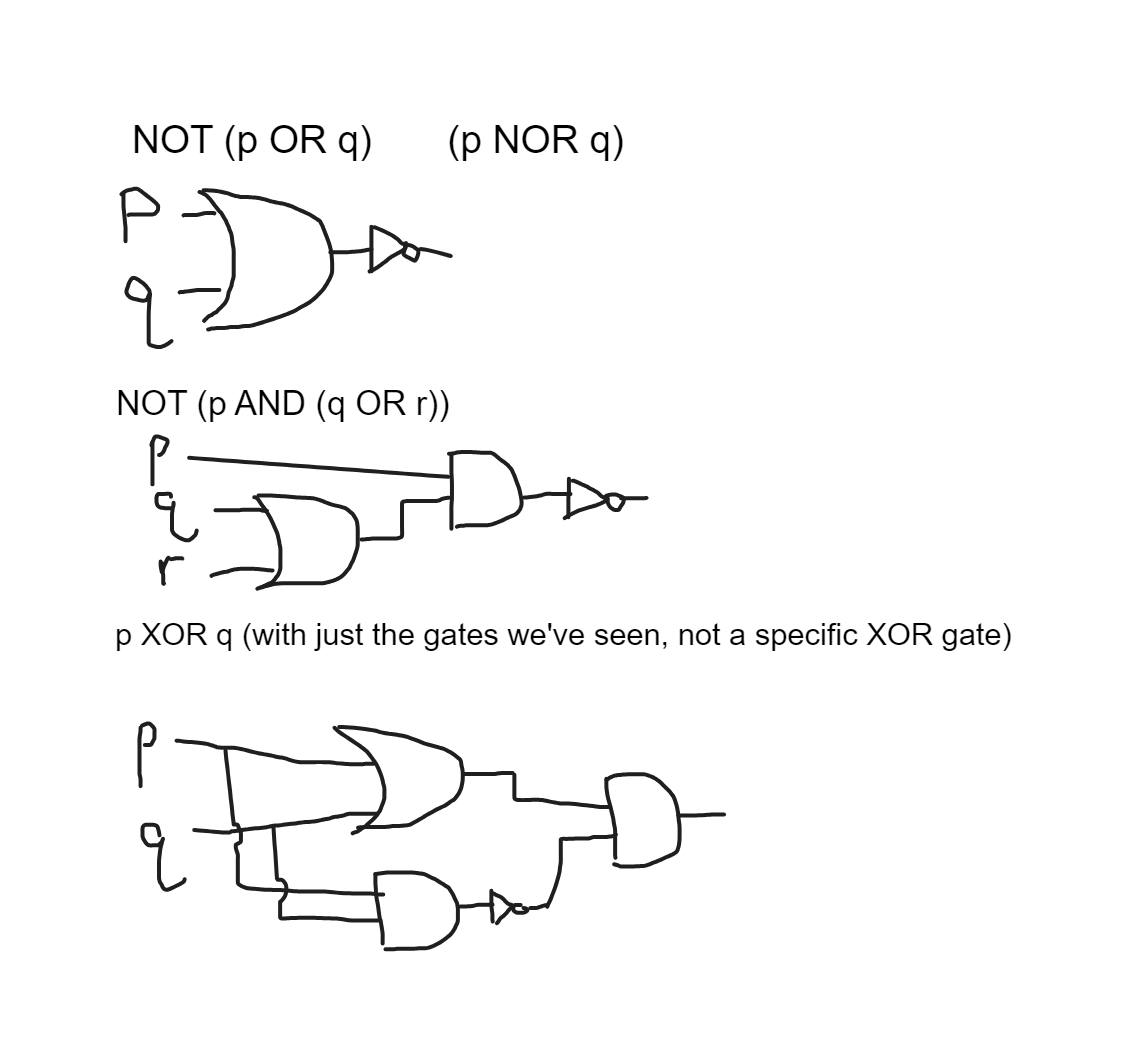 NOT (p OR q) (p NOR q)
p
q
NOT (p AND (q OR r))
p
q
r
p XOR q (with just the gates we've seen, not a specific XOR gate)
p
q